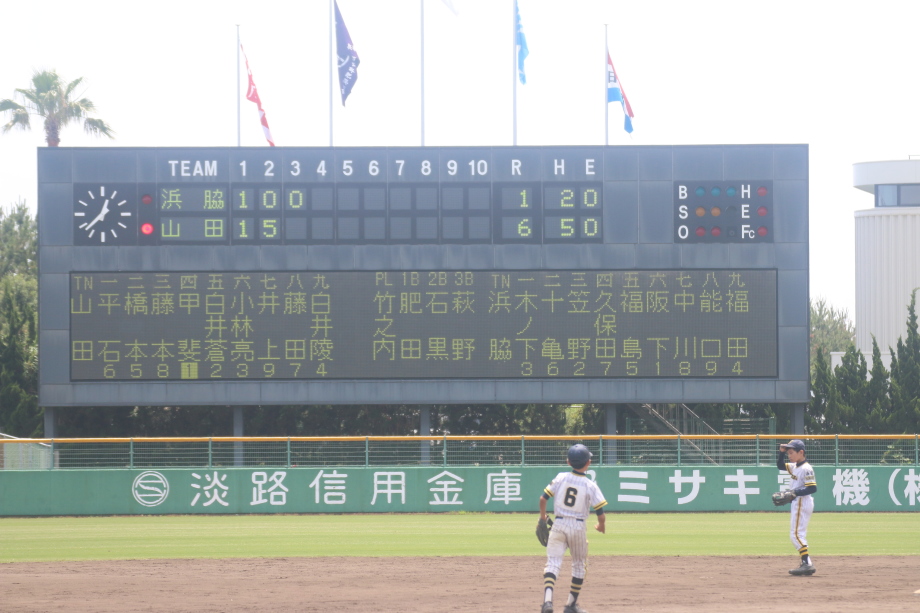 TEAM 1 2 3 4 5 6 7 8 9 10 R H E
浜 脇 1 0 0 1 2 0
山 田 1 5 6 5 0
B H
S E
O Fc
TN 一 二 三 四 五 六 七 八 九 PL 1B 2B 3B TN 一 二 三 四 五 六 七 八 九
山 平 橋 藤 甲 白 小 井 藤 白 竹 肥 石 萩 浜 木 十 笠 久 福 阪 中 能 福
井 林 井 之 ノ 保
田 石 本 本 斐 蒼 亮 上 田 陵 内 田 黒 野 脇 下 亀 野 田 島 下 川 口 田
6 5 8 1 2 3 9 7 4 3 6 2 7 5 1 8 9 4
淡路信用金庫 ミサキ電機(株
6